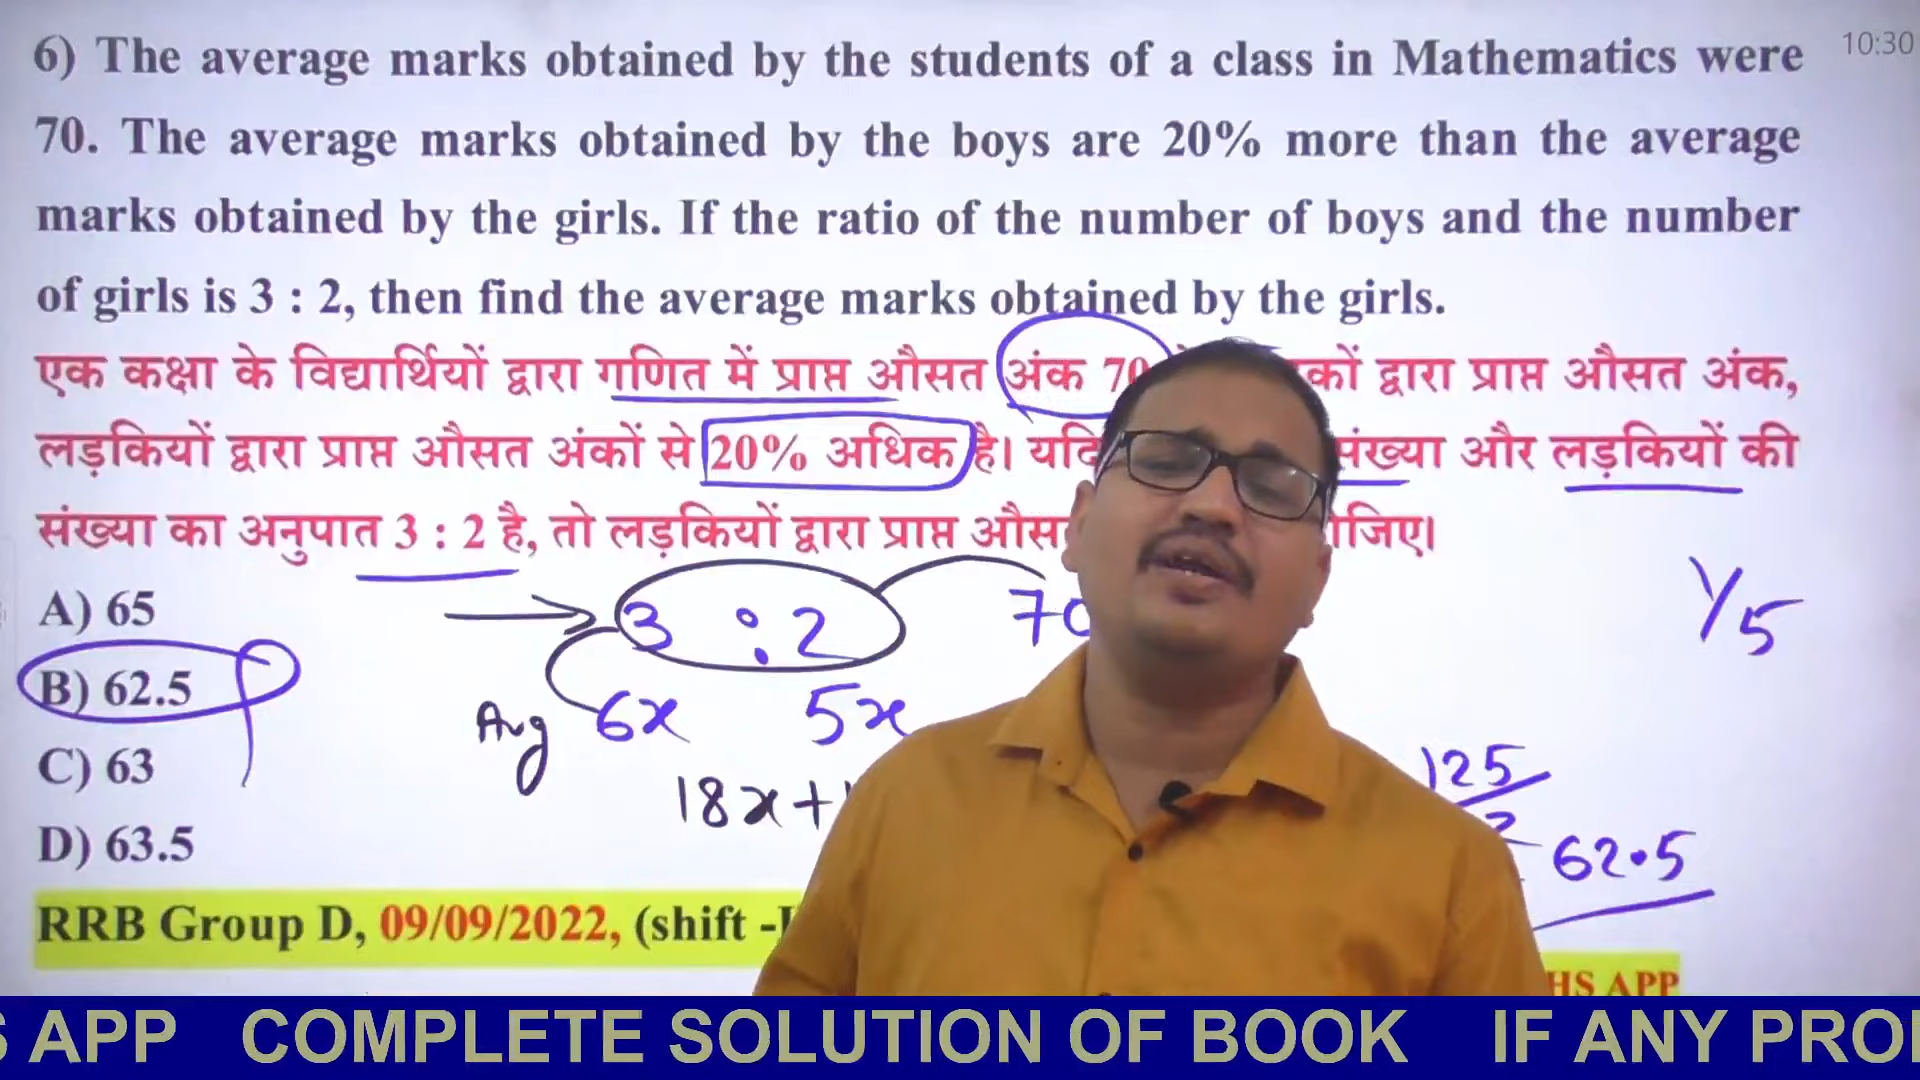 6) The average marks obtained by the students of a class in Mathematics were
10:30
70. The average marks obtained by the boys are 20% more than the average
marks obtained by the girls. If the ratio of the number of boys and the number
of girls is 3 : 2, then find the average marks obtained by the girls.
एक कक्षा के विद्यार्थियों द्वारा गणित में प्राप्त औसत अंक 70 द्वारा प्राप्त औसत अंक,
लड़कियों द्वारा प्राप्त औसत अंकों से 20% अधिक है। यदि संख्या और लड़कियों की
संख्या का अनुपात 3 : 2 है, तो लड़कियों द्वारा प्राप्त
A) 65
3 : 2 70
1/5
B) 62.5
Avg 6x 5x
C) 63
18x+
125
2
62.5
D) 63.5
RRB Group D, 09/09/2022, (shift -
APP
APP COMPLETE SOLUTION OF BOOK IF ANY